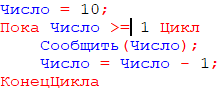 Число = 10;
Пока Число >= 1 Цикл
Сообщить(Число);
Число = Число - 1;
КонецЦикла